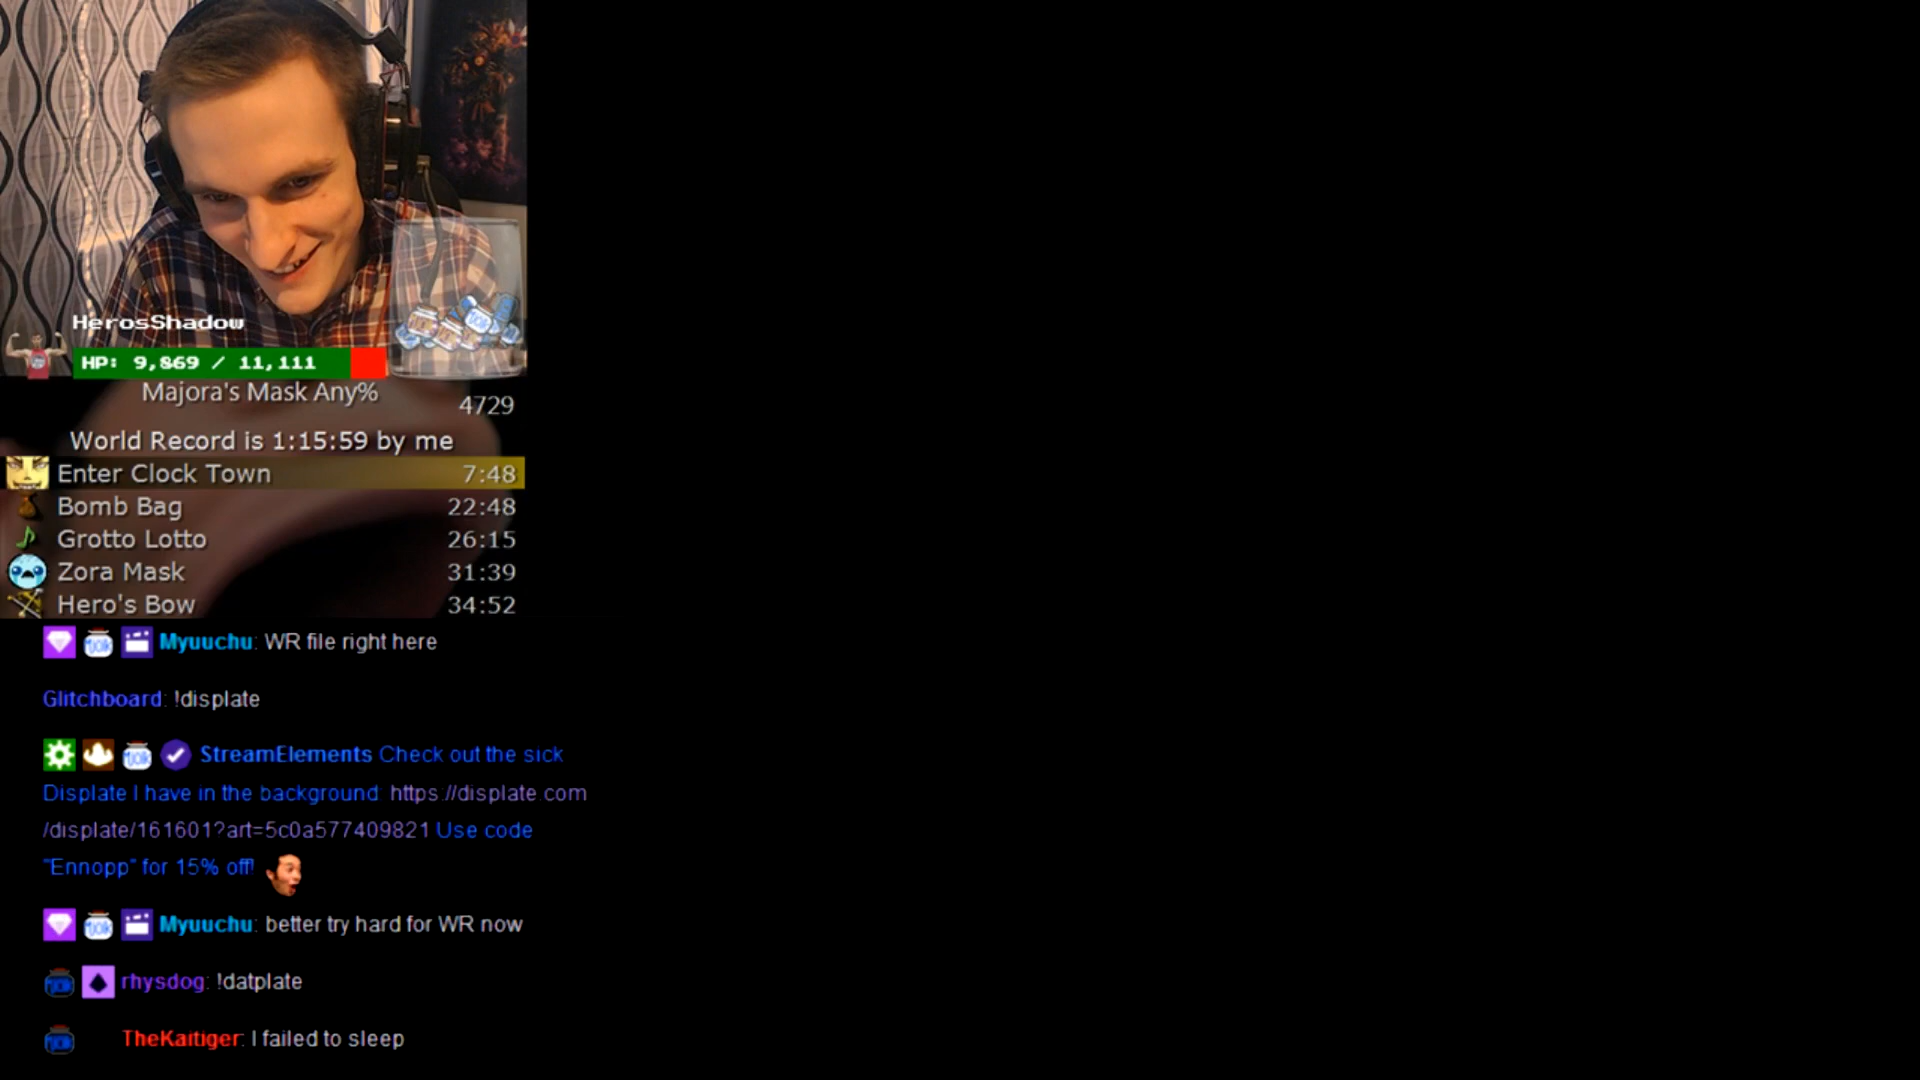 HerosShadow
HP: 9,869 / 11,111
Majora's Mask Any%
4729
World Record is 1:15:59 by me
Enter Clock Town 7:48
Bomb Bag 22:48
Grotto Lotto 26:15
Zora Mask 31:39
Hero's Bow 34:52
Myuuchu: WR file right here
Glitchboard: !displate
StreamElements Check out the sick
Displate I have in the background: https://displate.com
/displate/161601?art=5c0a577409821 Use code
"Ennopp" for 15% off!
Myuuchu: better try hard for WR now
rhysdog: !datplate
TheKaitiger: I failed to sleep